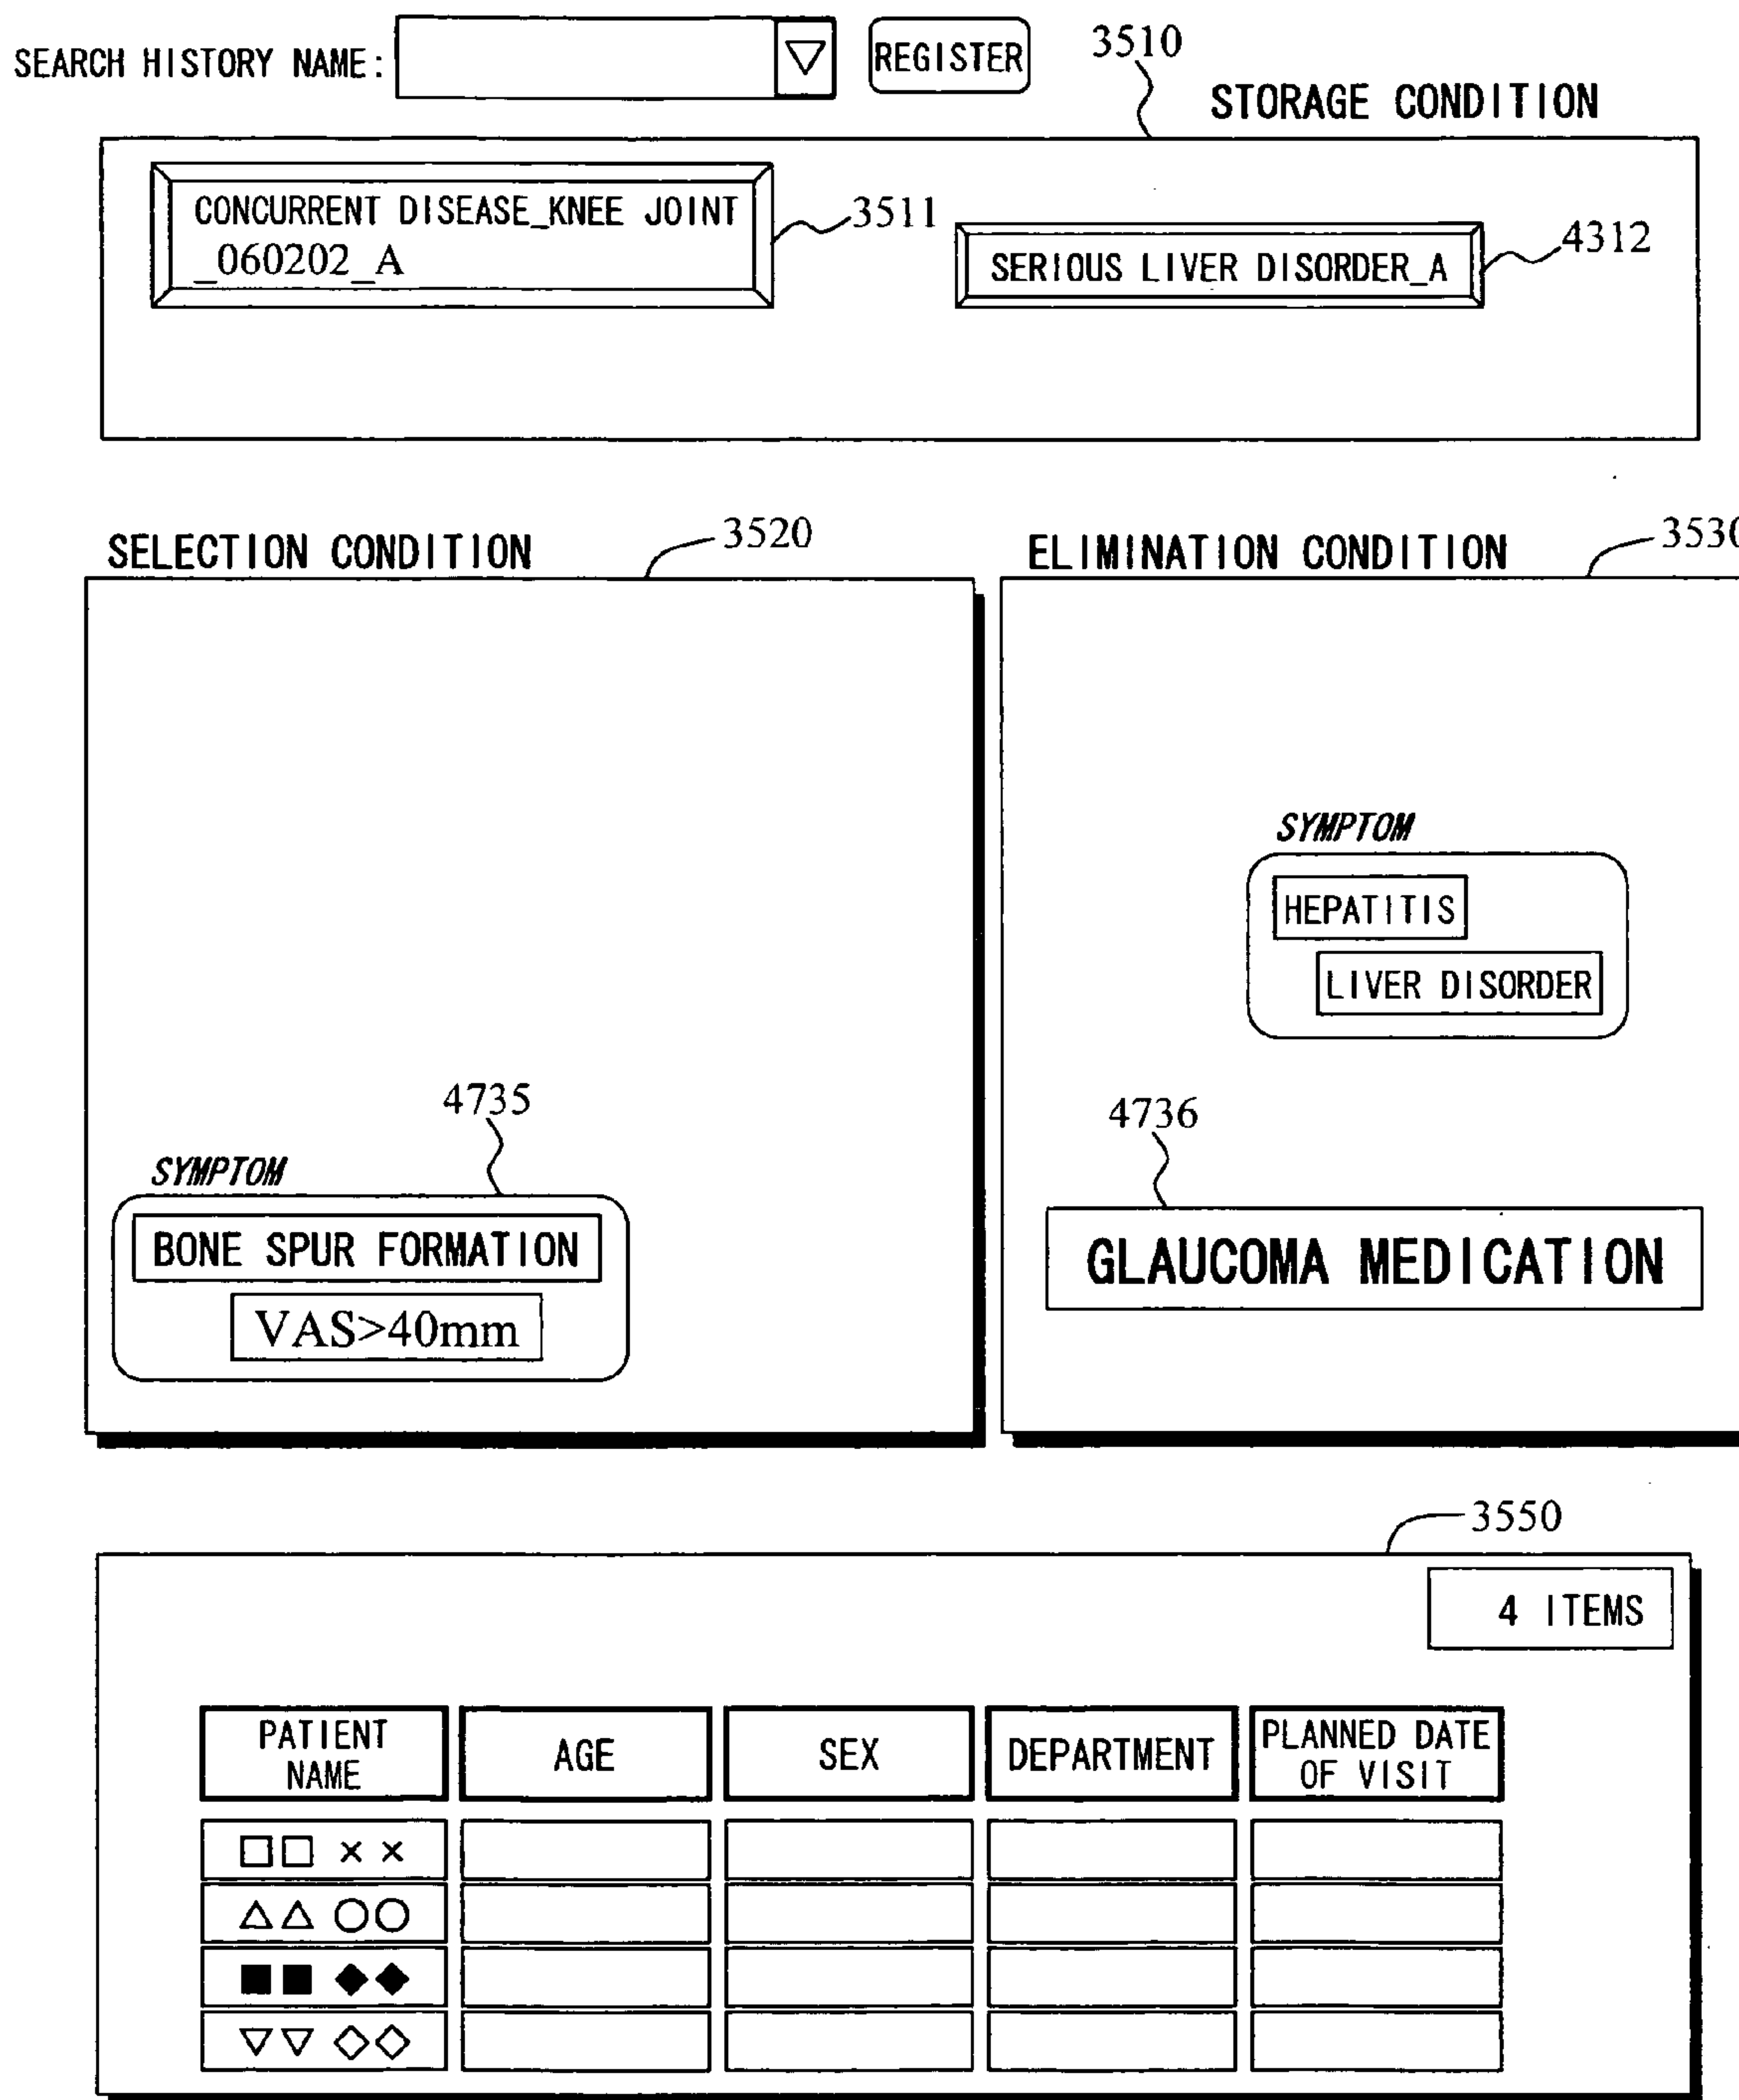 SEARCH HISTORY NAME:
REGISTER
3510
STORAGE CONDITION
CONCURRENT DISEASE_KNEE JOINT
_060202_A
3511
SERIOUS LIVER DISORDER_A
4312
SELECTION CONDITION
3520
ELIMINATION CONDITION
3530
SYMPTOM
HEPATITIS
LIVER DISORDER
4735
4736
SYMPTOM
BONE SPUR FORMATION
VAS>40mm
GLAUCOMA MEDICATION
3550
4 ITEMS
PATIENT
NAME
AGE
SEX
DEPARTMENT
PLANNED DATE
OF VISIT
□□ ××
△△ ○○
■■ ◆◆
▽▽ ◇◇